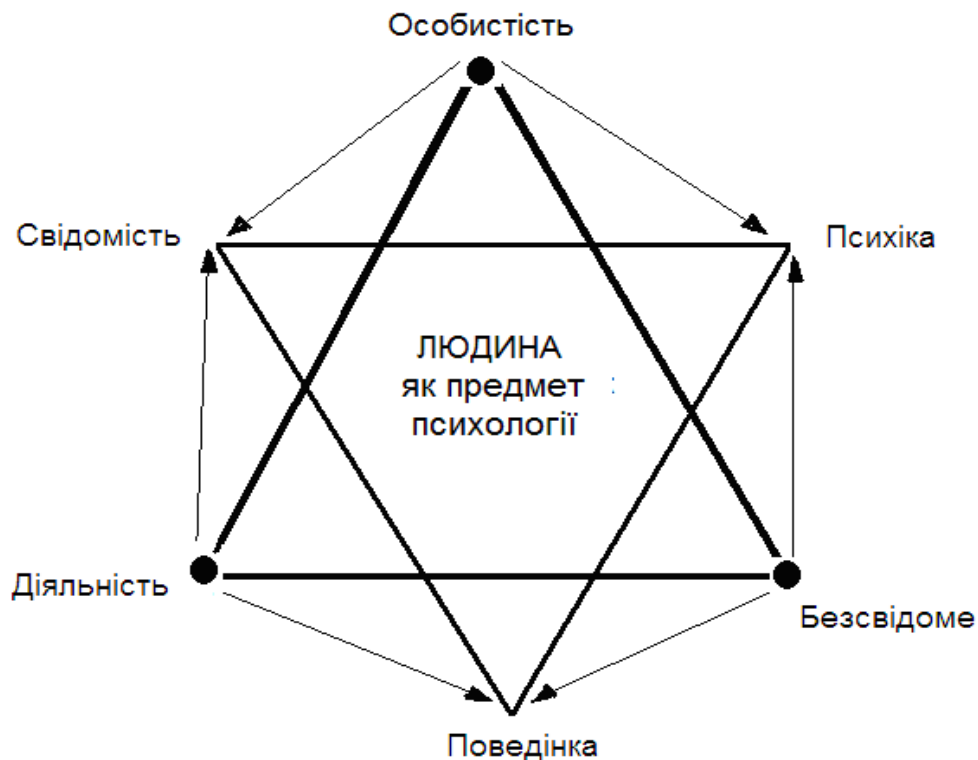 Особистість
Свідомість
Психіка
ЛЮДИНА
як предмет :
психології
Діяльність
Безсвідоме
Поведінка